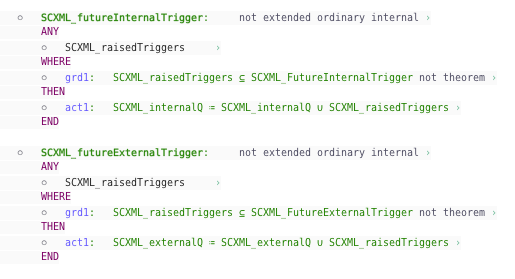 SCXML_futureInternalTrigger: not extended ordinary internal ›
ANY
SCXML_raisedTriggers ›
WHERE
grd1: SCXML_raisedTriggers ⊆ SCXML_FutureInternalTrigger not theorem ›
THEN
act1: SCXML_internalQ ≔ SCXML_internalQ ∪ SCXML_raisedTriggers ›
END
SCXML_futureExternalTrigger: not extended ordinary internal ›
ANY
SCXML_raisedTriggers ›
WHERE
grd1: SCXML_raisedTriggers ⊆ SCXML_FutureExternalTrigger not theorem ›
THEN
act1: SCXML_externalQ ≔ SCXML_externalQ ∪ SCXML_raisedTriggers ›
END